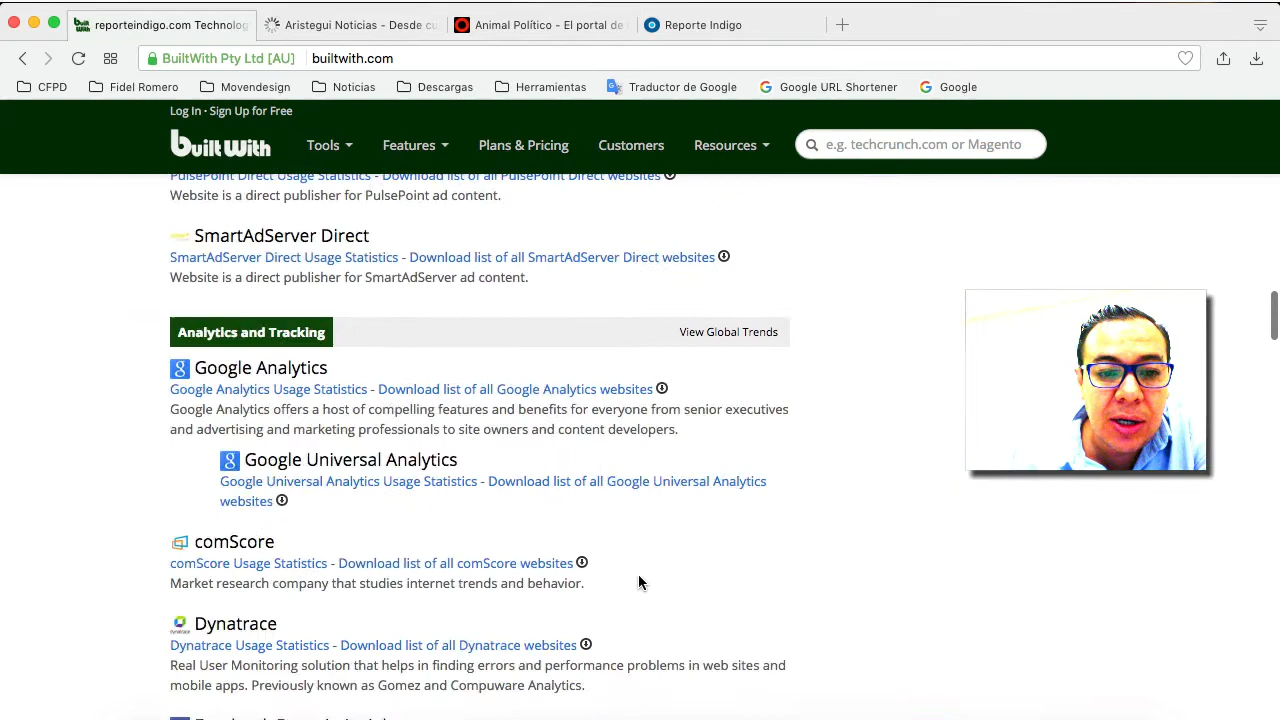 reporteindigo.com Technolog
Aristegui Noticias - Desde cu
Animal Político - El portal de
Reporte Indigo
BuiltWith Pty Ltd [AU]
builtwith.com
CFPD
Fidel Romero
Movendesign
Noticias
Descargas
Herramientas
Traductor de Google
Google URL Shortener
Google
Log In · Sign Up for Free
built With
Tools
Features
Plans & Pricing
Customers
Resources
e.g. techcrunch.com or Magento
PulsePoint Direct Usage Statistics - Download list of all PulsePoint Direct websites
Website is a direct publisher for PulsePoint ad content.
SmartAdServer Direct
SmartAdServer Direct Usage Statistics - Download list of all SmartAdServer Direct websites
Website is a direct publisher for SmartAdServer ad content.
Analytics and Tracking
View Global Trends
Google Analytics
Google Analytics Usage Statistics - Download list of all Google Analytics websites
Google Analytics offers a host of compelling features and benefits for everyone from senior executives
and advertising and marketing professionals to site owners and content developers.
Google Universal Analytics
Google Universal Analytics Usage Statistics - Download list of all Google Universal Analytics
websites
comScore
comScore Usage Statistics - Download list of all comScore websites
Market research company that studies internet trends and behavior.
Dynatrace
Dynatrace Usage Statistics - Download list of all Dynatrace websites
Real User Monitoring solution that helps in finding errors and performance problems in web sites and
mobile apps. Previously known as Gomez and Compuware Analytics.